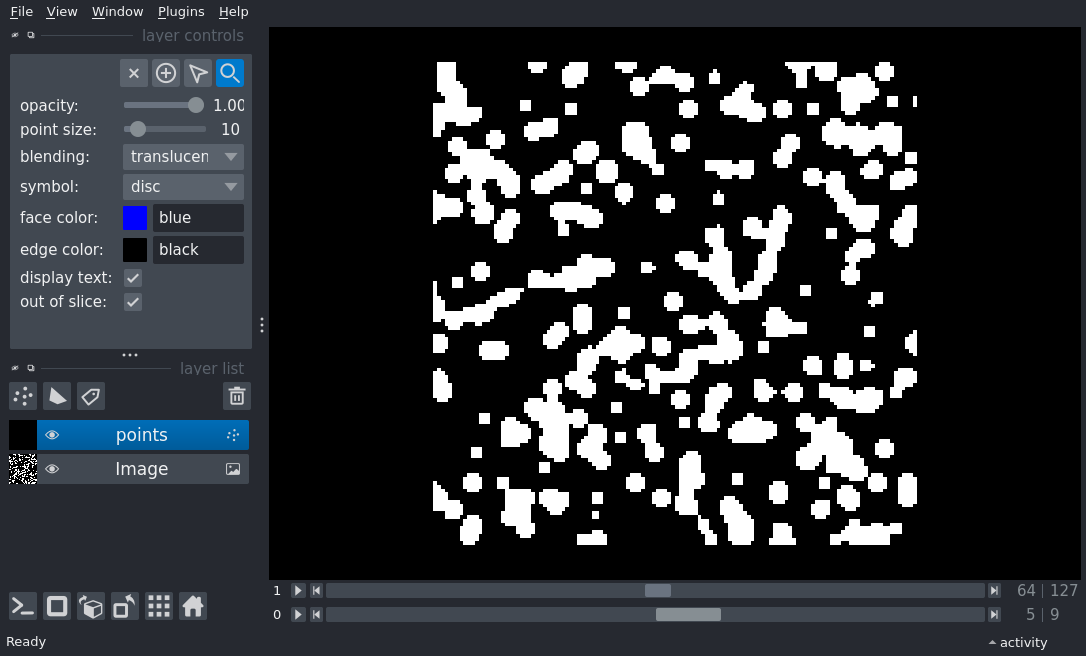 File View Window Plugins Help
layer controls
opacity: 1.00
point size: 10
blending: translucen
symbol: disc
face color: blue
edge color: black
display text:
out of slice:
layer list
points
Image
1 64 | 127
0 5 | 9
Ready activity